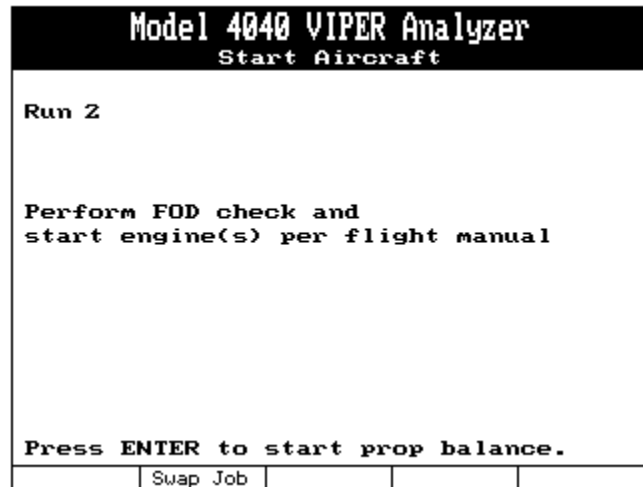 Model 4040 VIPER Analyzer
Start Aircraft
Run 2
Perform FOD check and
start engine(s) per flight manual
Press ENTER to start prop balance.
Swap Job